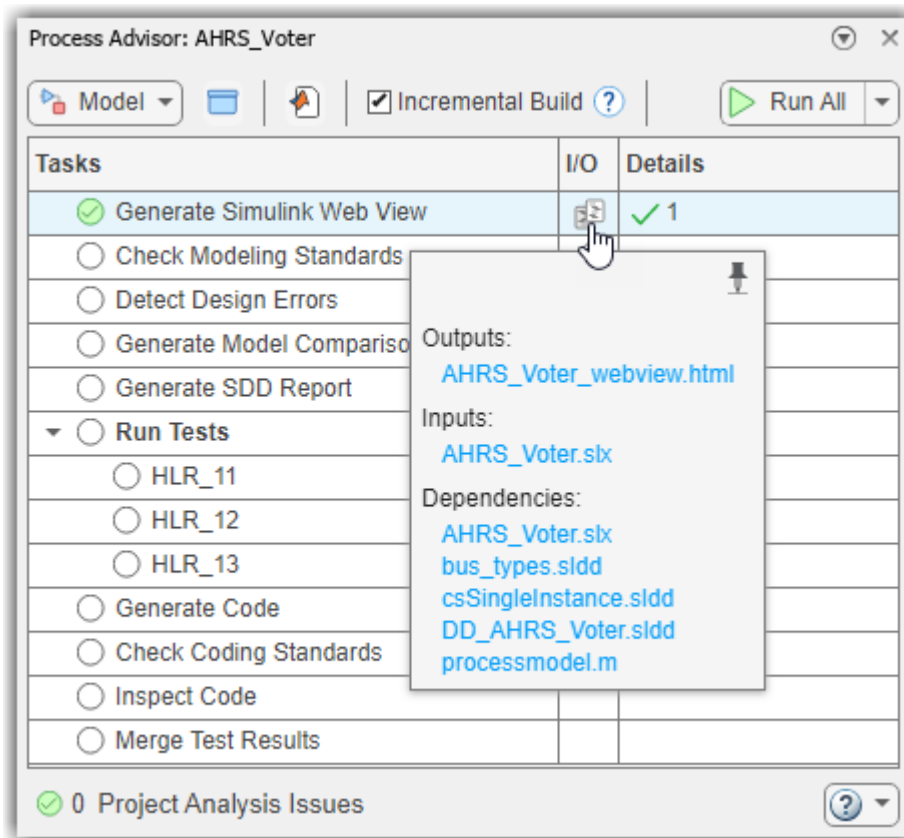 Process Advisor: AHRS_Voter
Model
Incremental Build
?
Run All
Tasks
I/O
Details
Generate Simulink Web View
1
Check Modeling Standards
Detect Design Errors
Generate Model Compariso
Generate SDD Report
Run Tests
HLR_11
HLR_12
HLR_13
Generate Code
Check Coding Standards
Inspect Code
Merge Test Results
Outputs:
AHRS_Voter_webview.html
Inputs:
AHRS_Voter.slx
Dependencies:
AHRS_Voter.slx
bus_types.sldd
csSingleInstance.sldd
DD_AHRS_Voter.sldd
processmodel.m
0 Project Analysis Issues
?